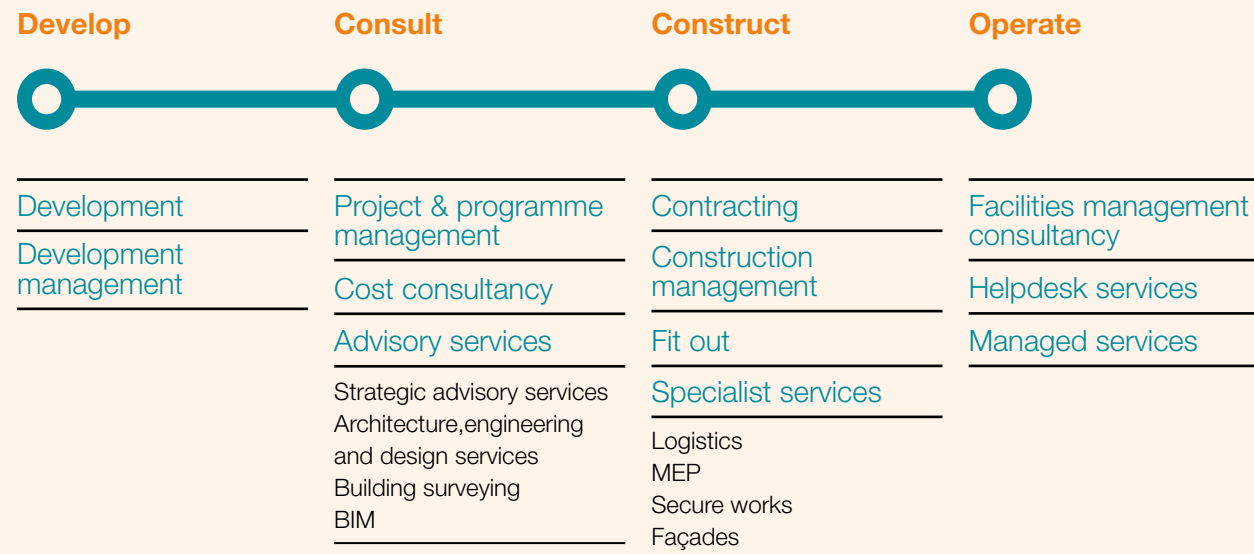 Develop
Consult
Construct
Operate
Development
Development
management
Project & programme
management
Cost consultancy
Advisory services
Strategic advisory services
Architecture,engineering
and design services
Building surveying
BIM
Contracting
Construction
management
Fit out
Specialist services
Logistics
MEP
Secure works
Façades
Facilities management
consultancy
Helpdesk services
Managed services